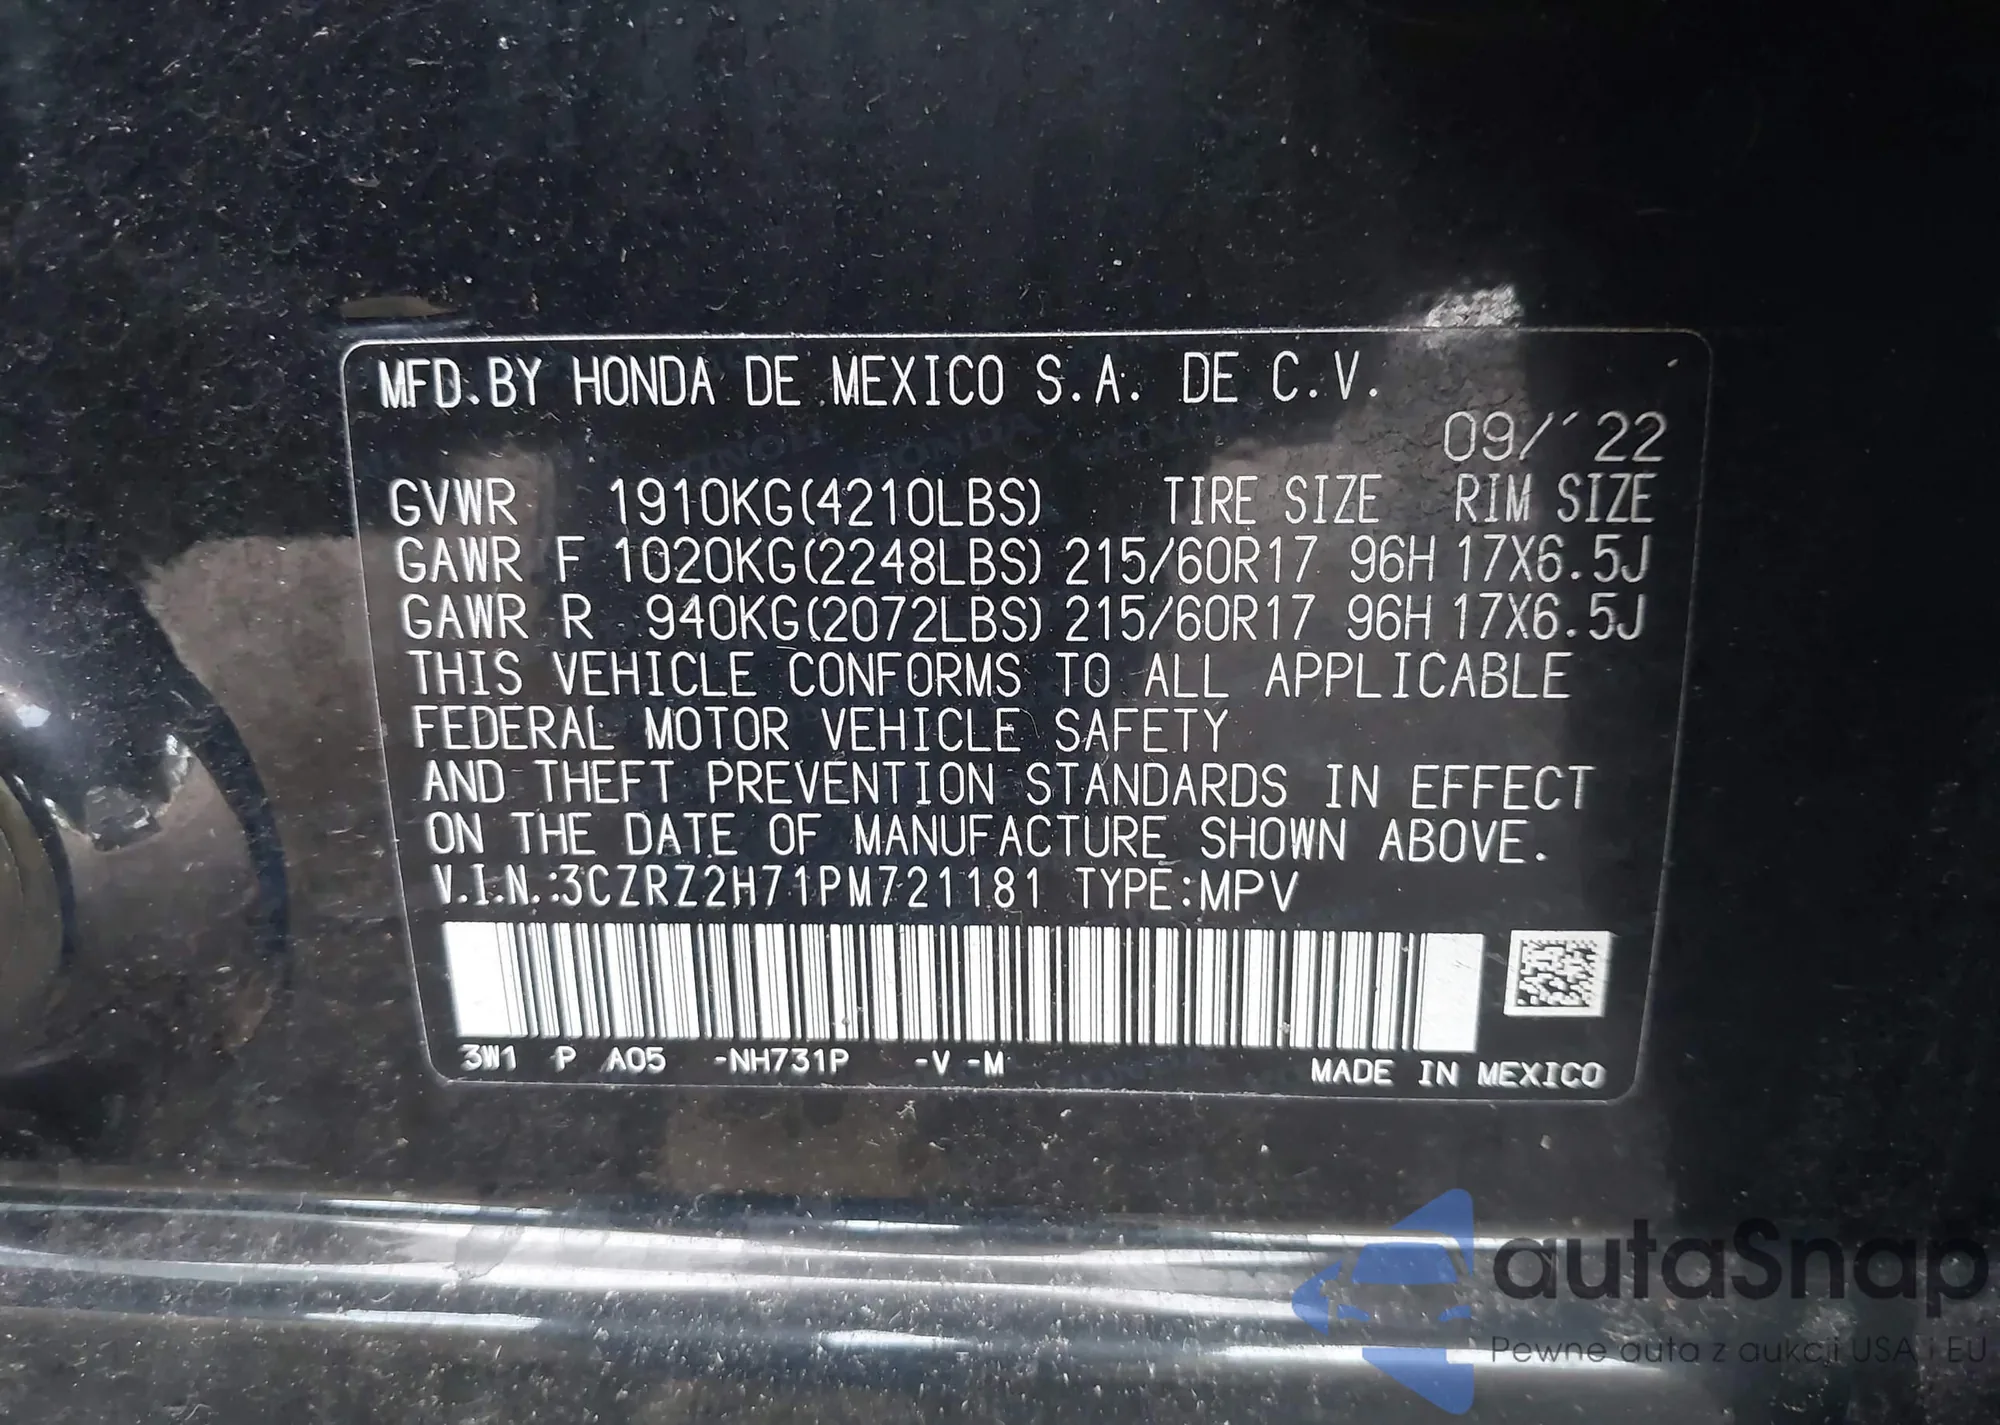 MFD.BY HONDA DE MEXICO S.A. DE C.V.
09/'22
GVWR 1910KG(4210LBS) TIRE SIZE RIM SIZE
GAWR F 1020KG(2248LBS) 215/60R17 96H 17X6.5J
GAWR R 940KG(2072LBS) 215/60R17 96H 17X6.5J
THIS VEHICLE CONFORMS TO ALL APPLICABLE
FEDERAL MOTOR VEHICLE SAFETY
AND THEFT PREVENTION STANDARDS IN EFFECT
ON THE DATE OF MANUFACTURE SHOWN ABOVE.
V.I.N.:3CZRZ2H71PM721181 TYPE:MPV
3W1 P A05 -NH731P -V -M MADE IN MEXICO
autaSnap
Pewne auta z aukcji USA i EU